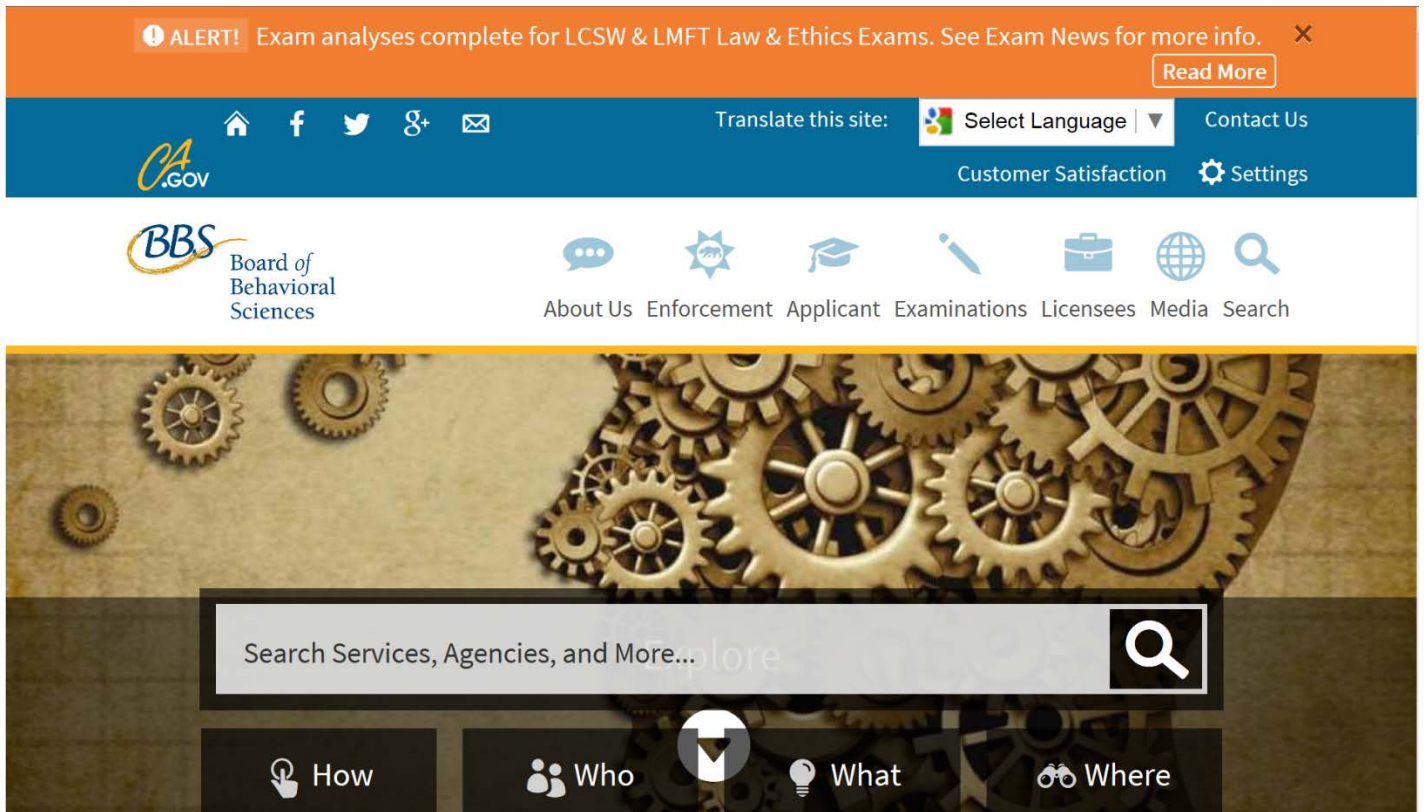 ALERT! Exam analyses complete for LCSW & LMFT Law & Ethics Exams. See Exam News for more info. ×
Read More
f g+ Translate this site: Select Language ▼ Contact Us
CA.GOV Customer Satisfaction Settings
BBS
Board of
Behavioral
Sciences
About Us Enforcement Applicant Examinations Licensees Media Search
Search Services, Agencies, and More...
Explore
How Who What Where